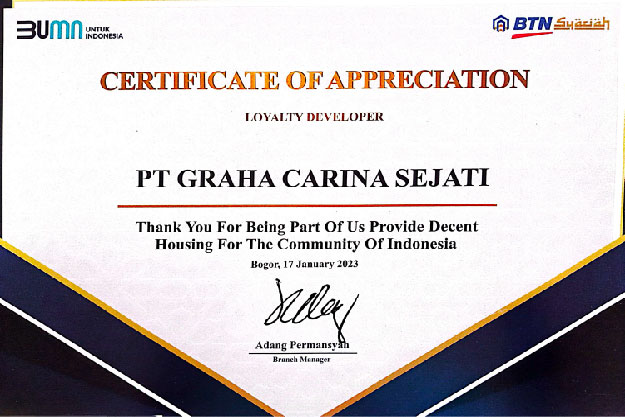 BUMN UNTUK INDONESIA
BTN Syariah
CERTIFICATE OF APPRECIATION
LOYALTY DEVELOPER
PT GRAHA CARINA SEJATI
Thank You For Being Part Of Us Provide Decent
Housing For The Community Of Indonesia
Bogor, 17 January 2023
Adang Permansyah
Branch Manager